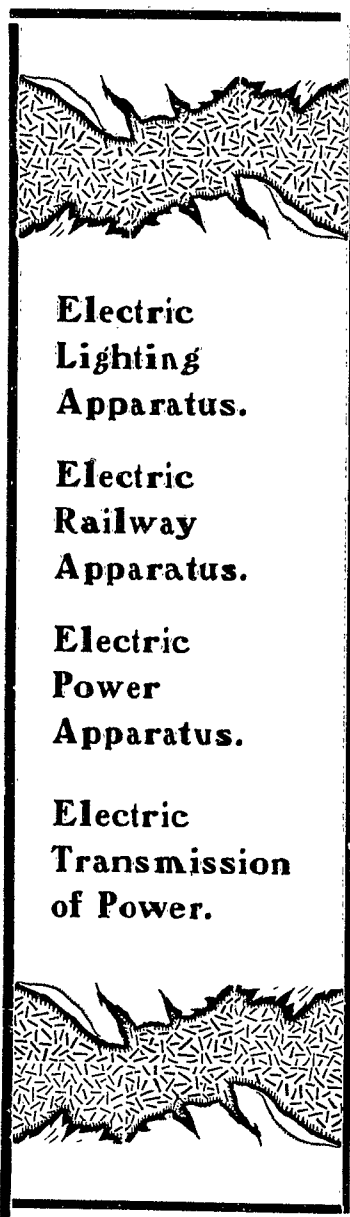 Electric
Lighting
Apparatus.
Electric
Railway
Apparatus.
Electric
Power
Apparatus.
Electric
Transmission
of Power.